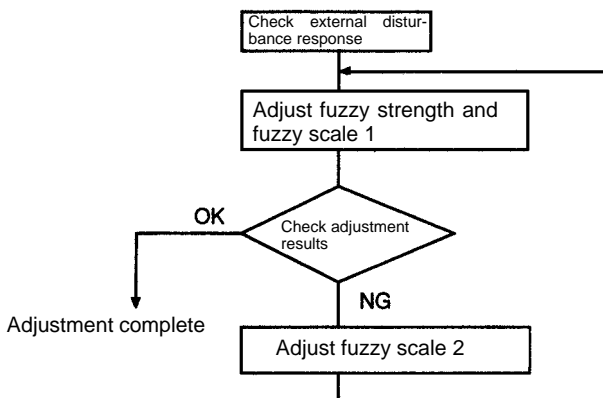 Check external distur-
bance response
Adjust fuzzy strength and
fuzzy scale 1
OK
Check adjustment
results
NG
Adjustment complete
Adjust fuzzy scale 2